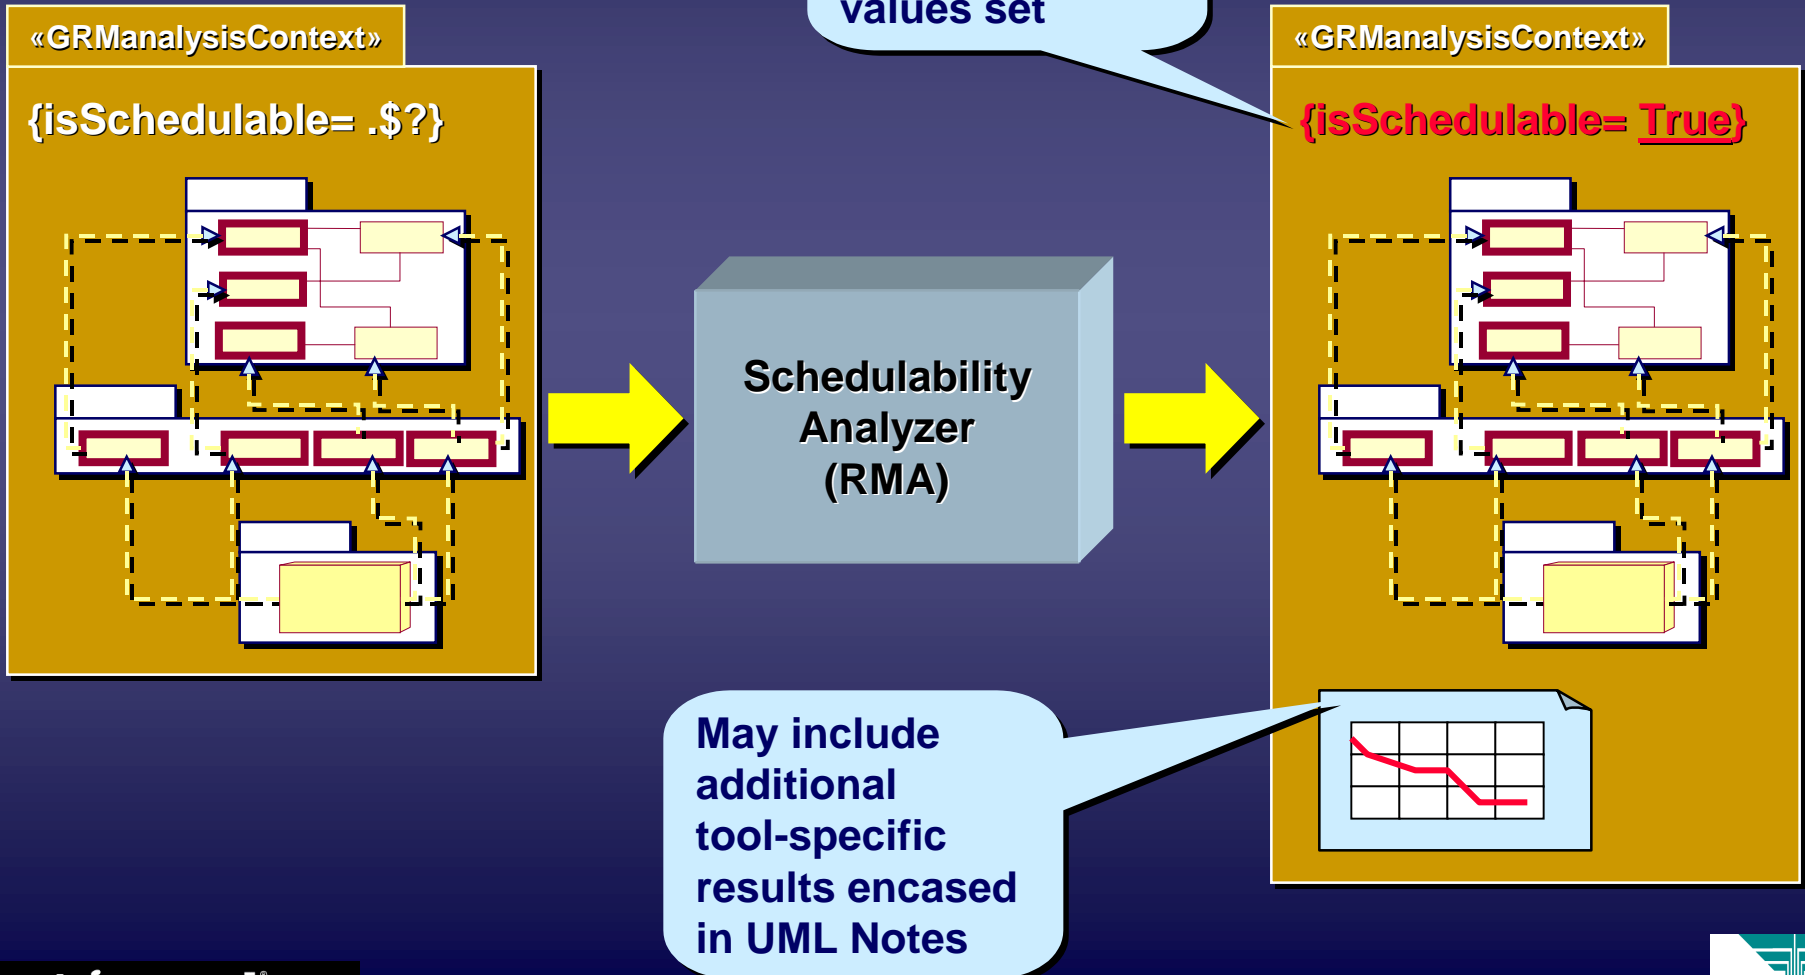 values set
«GRManalysisContext»
{isSchedulable= .$?}
«GRManalysisContext»
{isSchedulable= True}
Schedulability
Analyzer
(RMA)
May include
additional
tool-specific
results encased
in UML Notes